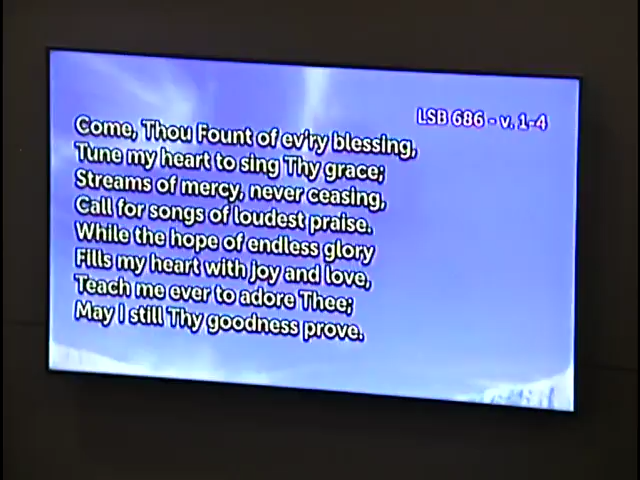 LSB 686 - v. 1-4
Come, Thou Fount of ev'ry blessing,
Tune my heart to sing Thy grace;
Streams of mercy, never ceasing,
Call for songs of loudest praise.
While the hope of endless glory
Fills my heart with joy and love,
Teach me ever to adore Thee;
May I still Thy goodness prove.